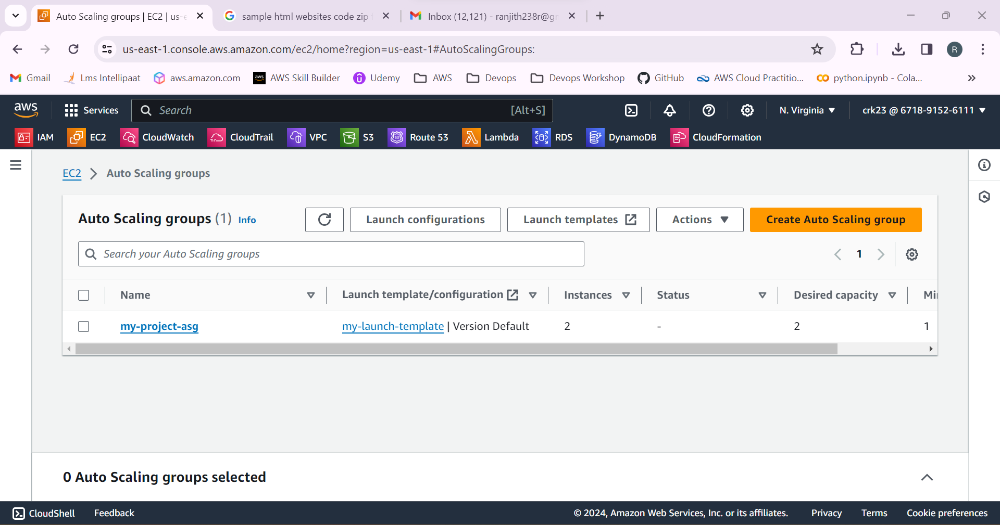 Auto Scaling groups | EC2 | us-e
sample html websites code zip f
Inbox (12,121) - ranjith238r@gm
us-east-1.console.aws.amazon.com/ec2/home?region=us-east-1#AutoScalingGroups:
R
Gmail
Lms Intellipaat
aws.amazon.com
aws
AWS Skill Builder
Udemy
AWS
Devops
Devops Workshop
GitHub
AWS Cloud Practitio...
python.ipynb - Cola...
aws
Services
Search
[Alt+S]
N. Virginia
crk23 @ 6718-9152-6111
IAM
EC2
CloudWatch
CloudTrail
VPC
S3
53
Route 53
Lambda
RDS
DynamoDB
CloudFormation
EC2
Auto Scaling groups
Auto Scaling groups (1) Info
Launch configurations
Launch templates
Actions
Create Auto Scaling group
Search your Auto Scaling groups
1
Name
Launch template/configuration
Instances
Status
Desired capacity
Mi
my-project-asg
my-launch-template | Version Default
2
-
2
1
0 Auto Scaling groups selected
CloudShell
Feedback
© 2024, Amazon Web Services, Inc. or its affiliates.
Privacy
Terms
Cookie preferences